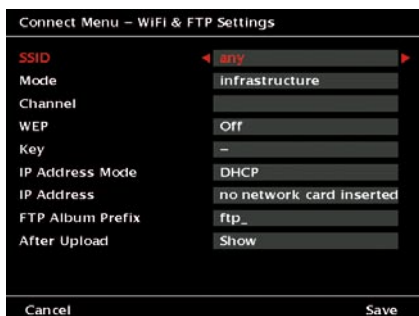 Connect Menu – WiFi & FTP Settings
SSID any
Mode infrastructure
Channel
WEP Off
Key –
IP Address Mode DHCP
IP Address no network card inserted
FTP Album Prefix ftp_
After Upload Show
Cancel Save